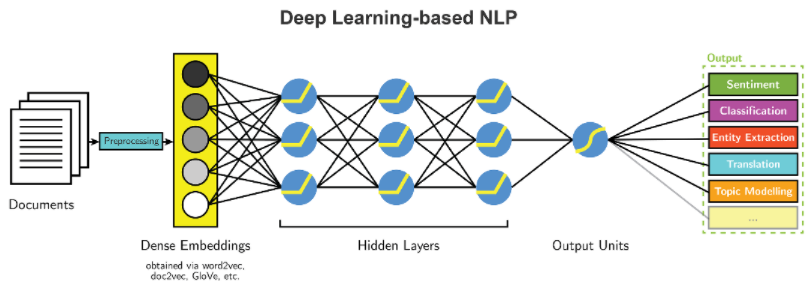 Deep Learning-based NLP
Output
Sentiment
Classification
Entity Extraction
Translation
Topic Modelling
...
Preprocessing
Documents
Dense Embeddings
obtained via word2vec,
doc2vec, GloVe, etc.
Hidden Layers
Output Units